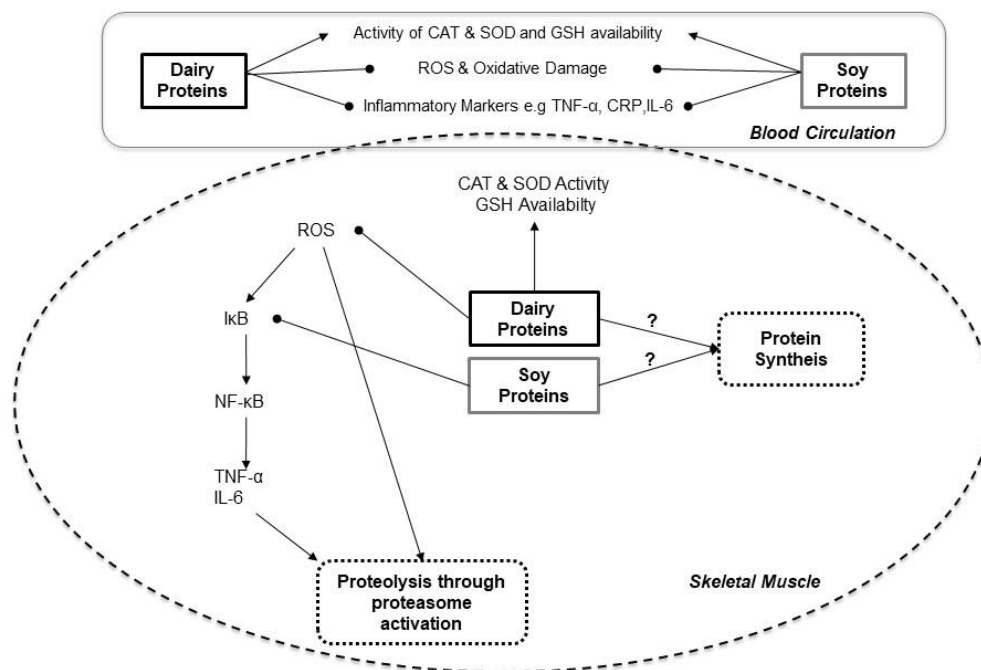 Activity of CAT & SOD and GSH availability
Dairy
Proteins
ROS & Oxidative Damage
Soy
Proteins
Inflammatory Markers e.g TNF-α, CRP,IL-6
Blood Circulation
CAT & SOD Activity
GSH Availabilty
ROS
IκB
Dairy
Proteins
?
Protein
Syntheis
?
Soy
Proteins
NF-κB
TNF-α
IL-6
Proteolysis through
proteasome
activation
Skeletal Muscle